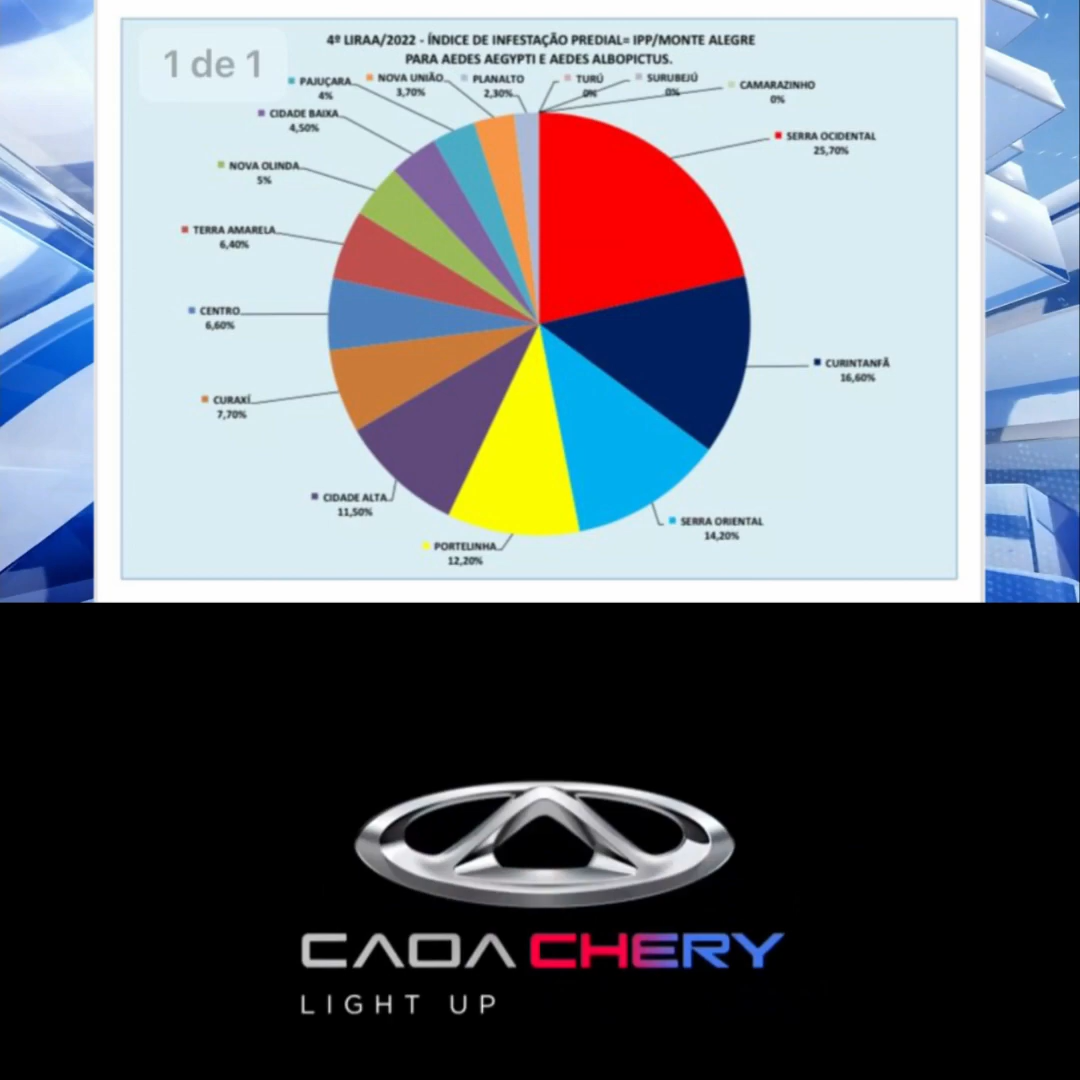 4º LIRAA/2022 - ÍNDICE DE INFESTAÇÃO PREDIAL= IPP/MONTE ALEGRE
PARA AEDES AEGYPTI E AEDES ALBOPICTUS.
1 de 1
PAJUÇARA
4%
NOVA UNIÃO
3,70%
PLANALTO
2,30%
TURÚ
0%
SURUBEJÚ
0%
CAMARAZINHO
0%
CIDADE BAIXA
4,50%
SERRA OCIDENTAL
25,70%
NOVA OLINDA
5%
TERRA AMARELA
6,40%
CENTRO
6,60%
CURINTANFÃ
16,60%
CURAXÍ
7,70%
CIDADE ALTA
11,50%
SERRA ORIENTAL
14,20%
PORTELINHA
12,20%
CAOA CHERY
LIGHT UP